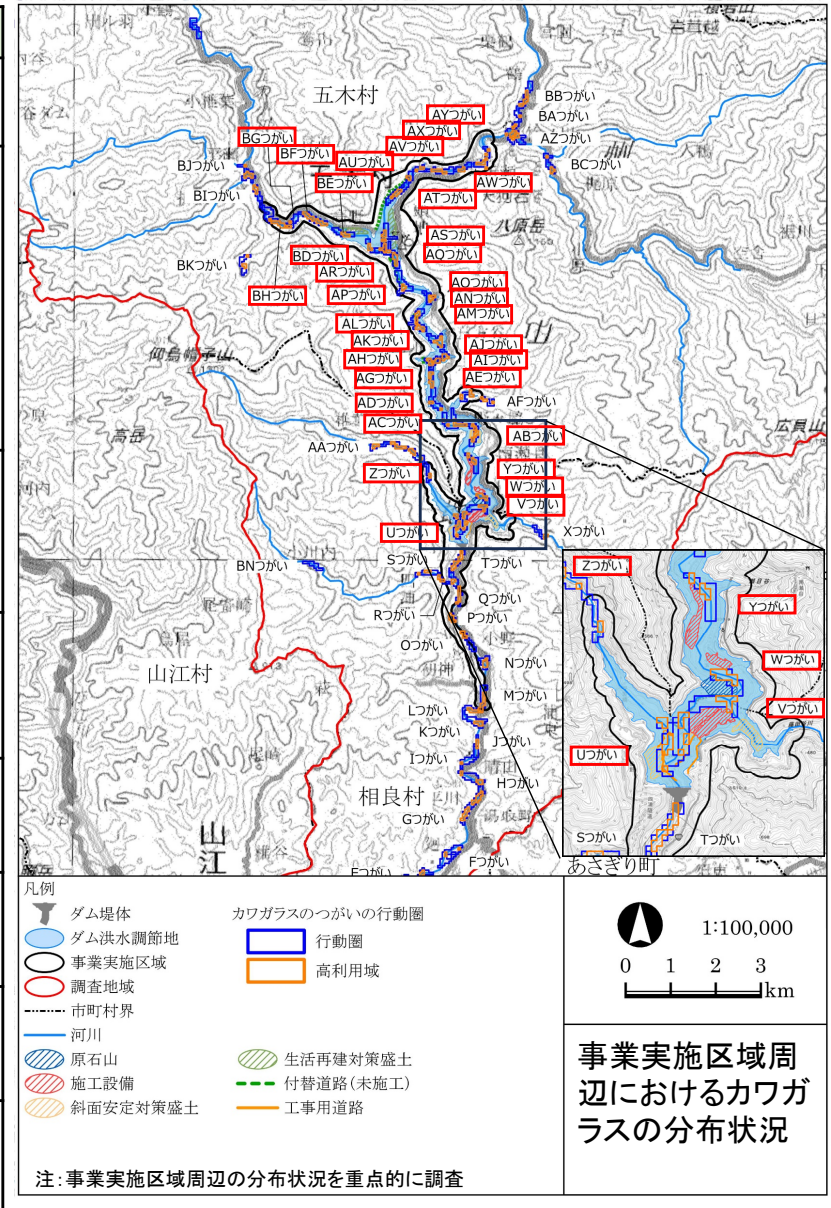 五木村
BBつがい
BAつがい
AZつがい
BCつがい
AYつがい
AXつがい
AVつがい
BGつがい
BFつがい
AUつがい
BEつがい
BJつがい
BIつがい
AWつがい
ATつがい
ASつがい
AQつがい
八原岳
BDつがい
ARつがい
BKつがい
BHつがい
APつがい
AOつがい
ANつがい
AMつがい
ALつがい
AKつがい
AHつがい
AGつがい
ADつがい
ACつがい
AJつがい
AIつがい
AEつがい
AFつがい
仰烏帽子山
高岳
AAつがい
Zつがい
ABつがい
Yつがい
Wつがい
Vつがい
Uつがい
Xつがい
小川内
BNつがい
Sつがい
Tつがい
Rつがい
Qつがい
Pつがい
Oつがい
Nつがい
Mつがい
Lつがい
Kつがい
Jつがい
Iつがい
Hつがい
Gつがい
Fつがい
山江村
相良村
山江
Zつがい
Yつがい
Wつがい
Vつがい
Uつがい
Sつがい
Tつがい
あさぎり町
凡例
ダム堤体
ダム洪水調節地
事業実施区域
調査地域
市町村界
河川
原石山
施工設備
斜面安定対策盛土
カワガラスのつがいの行動圏
行動圏
高利用域
生活再建対策盛土
付替道路(未施工)
工事用道路
注:事業実施区域周辺の分布状況を重点的に調査
1:100,000
0 1 2 3
km
事業実施区域周
辺におけるカワガ
ラスの分布状況